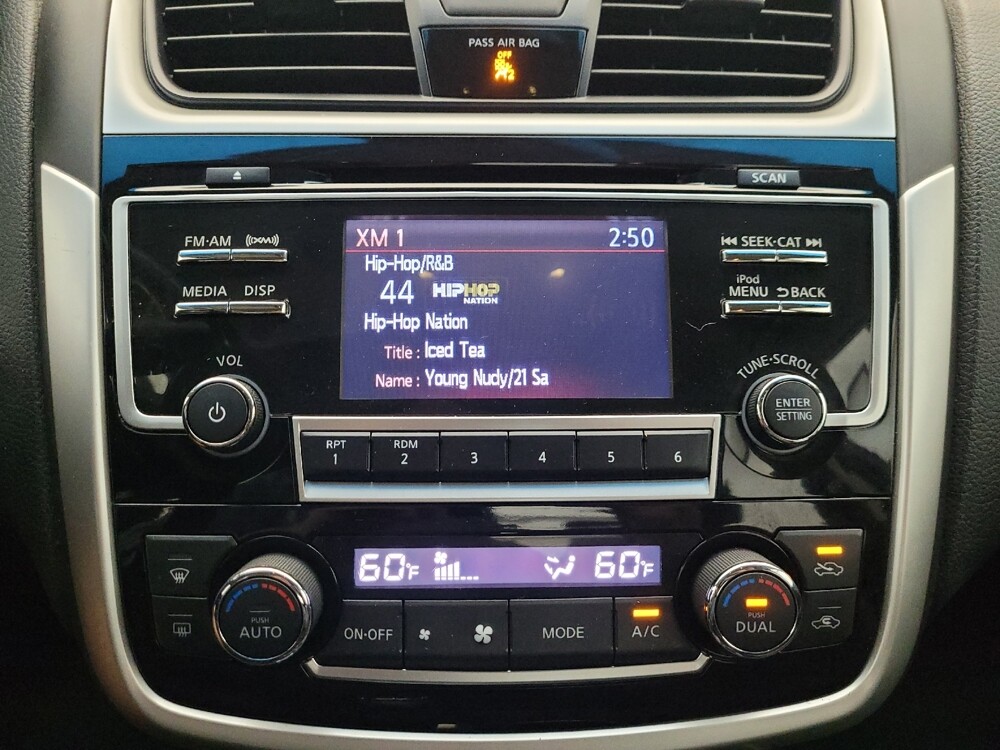 PASS AIR BAG
OFF
SCAN
FM·AM
((XM))
MEDIA
DISP
VOL
XM 1
2:50
Hip-Hop/R&B
44
HIPHOP
NATION
Hip-Hop Nation
Title : Iced Tea
Name : Young Nudy/21 Sa
SEEK·CAT
iPod
MENU
BACK
TUNE·SCROLL
ENTER
SETTING
RPT
1
RDM
2
3
4
5
6
60°F
60°F
PUSH
AUTO
ON·OFF
MODE
A/C
PUSH
DUAL